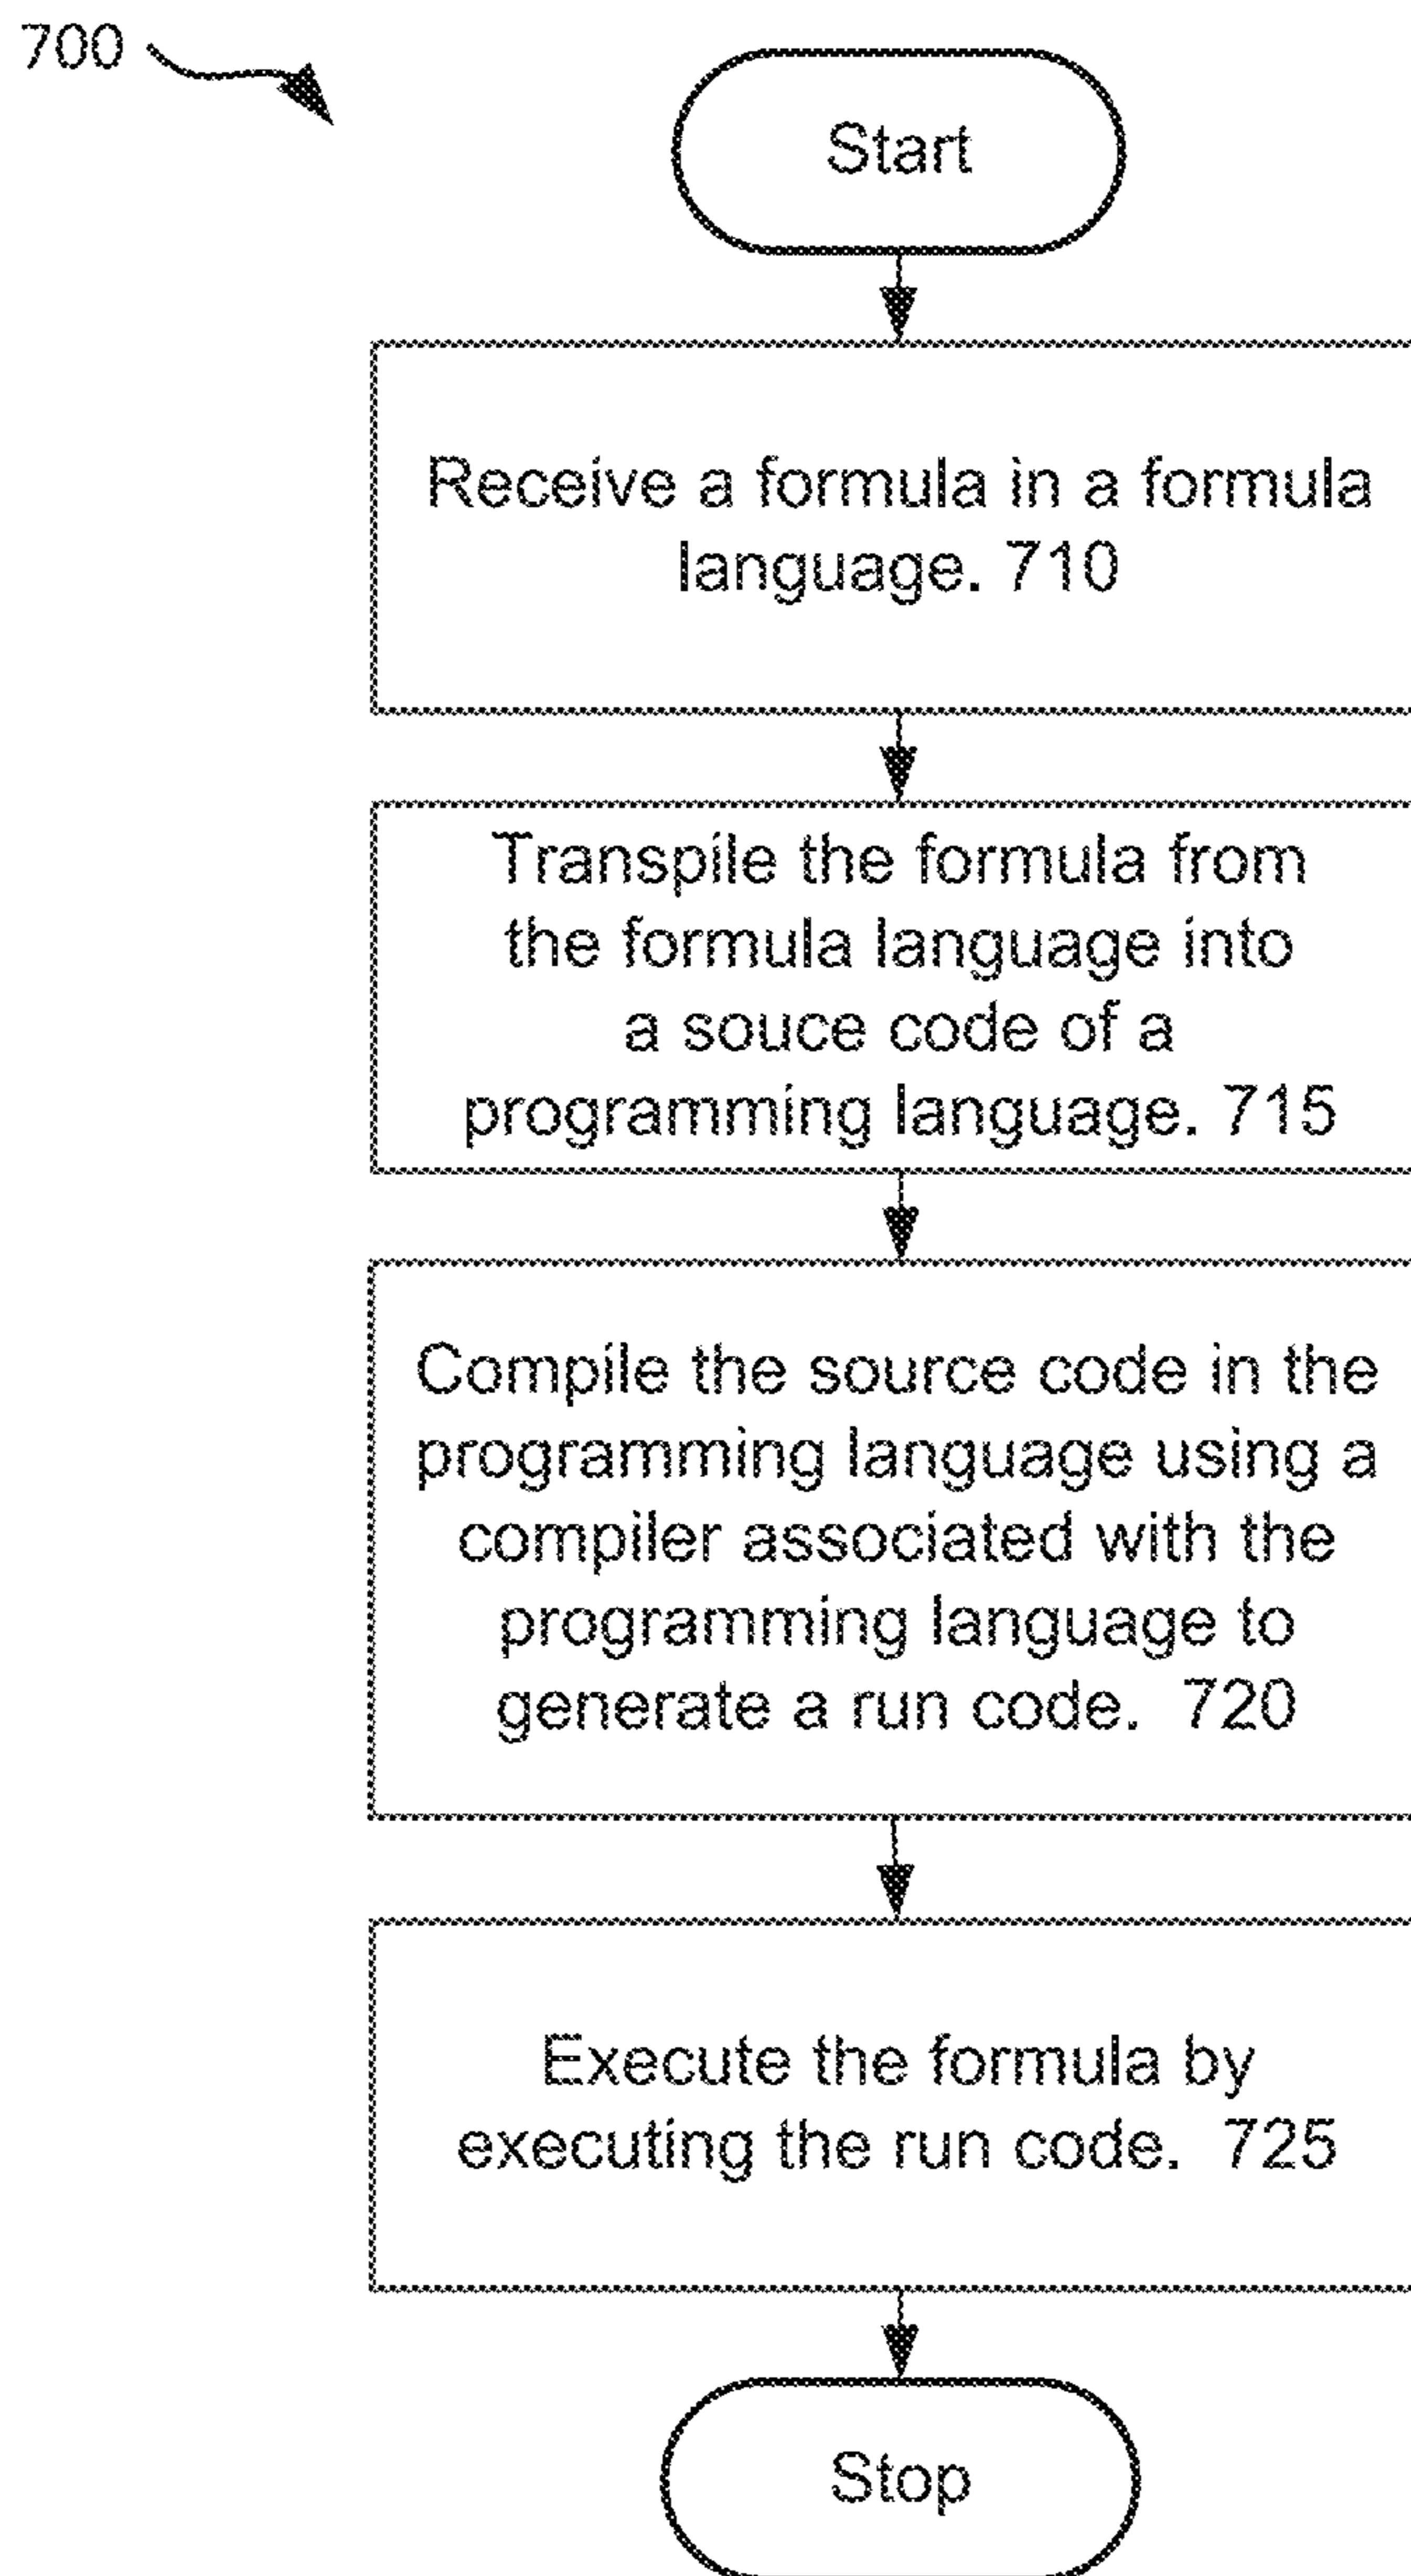 700
Start
Receive a formula in a formula
language. 710
Transpile the formula from
the formula language into
a souce code of a
programming language. 715
Compile the source code in the
programming language using a
compiler associated with the
programming language to
generate a run code. 720
Execute the formula by
executing the run code. 725
Stop